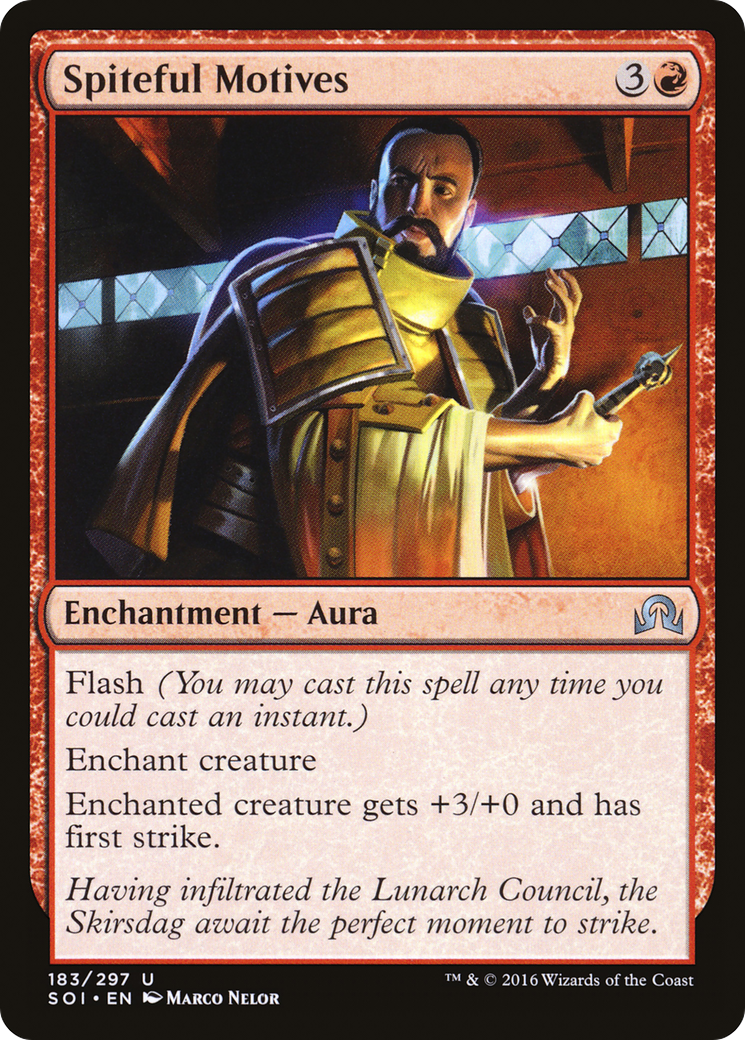 Spiteful Motives 3
Enchantment — Aura
Flash (You may cast this spell any time you
could cast an instant.)
Enchant creature
Enchanted creature gets +3/+0 and has
first strike.
Having infiltrated the Lunarch Council, the
Skirsdag await the perfect moment to strike.
183/297 U
SOI • EN Marco Nelor
™ & © 2016 Wizards of the Coast